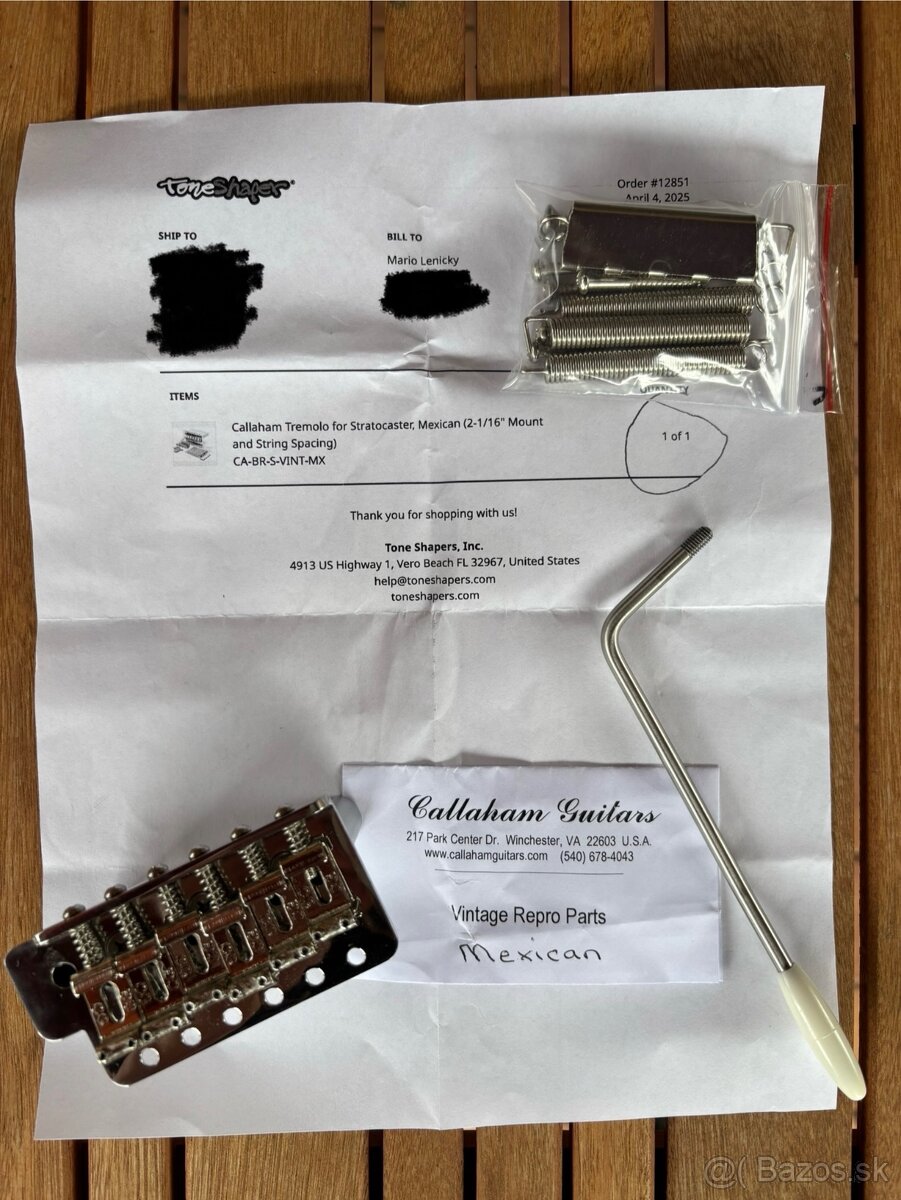 ToneShaper
Order #12851
April 4, 2025
SHIP TO
BILL TO
Mario Lenicky
ITEMS
QUANTITY
Callaham Tremolo for Stratocaster, Mexican (2-1/16" Mount
and String Spacing)
CA-BR-S-VINT-MX
1 of 1
Thank you for shopping with us!
Tone Shapers, Inc.
4913 US Highway 1, Vero Beach FL 32967, United States
help@toneshapers.com
toneshapers.com
Callaham Guitars
217 Park Center Dr. Winchester, VA 22603 U.S.A.
www.callahamguitars.com (540) 678-4043
Vintage Repro Parts
Mexican
@( Bazos.sk